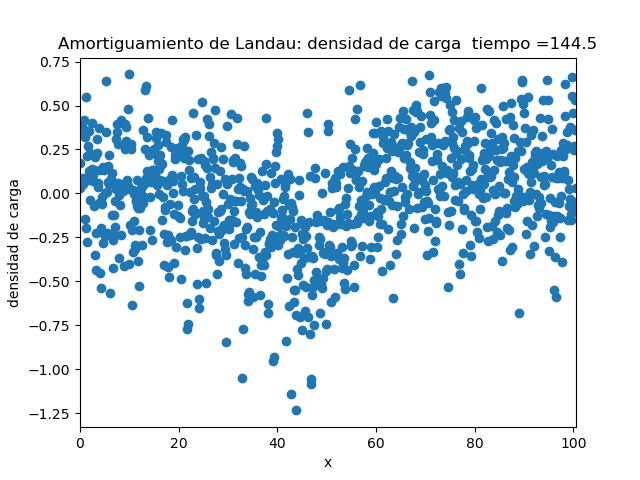 Amortiguamiento de Landau: densidad de carga  tiempo =144.5
0.75
0.50
0.25
0.00
−0.25
−0.50
−0.75
−1.00
−1.25
densidad de carga
0 20 40 60 80 100
x